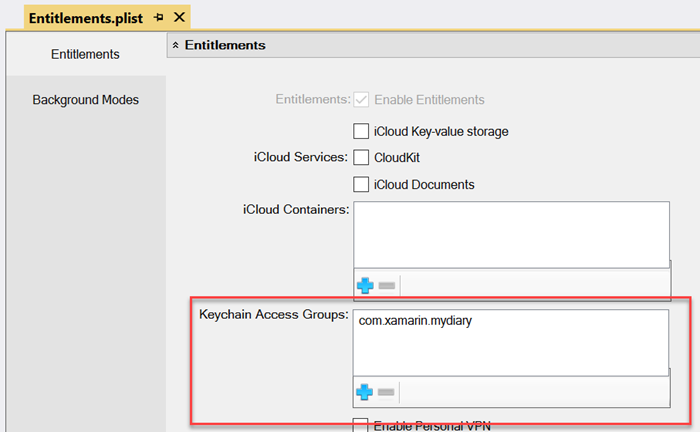 Entitlements.plist
Entitlements
Entitlements
Background Modes
Entitlements: Enable Entitlements
iCloud Key-value storage
iCloud Services: CloudKit
iCloud Documents
iCloud Containers:
Keychain Access Groups: com.xamarin.mydiary
Enable Personal VPN